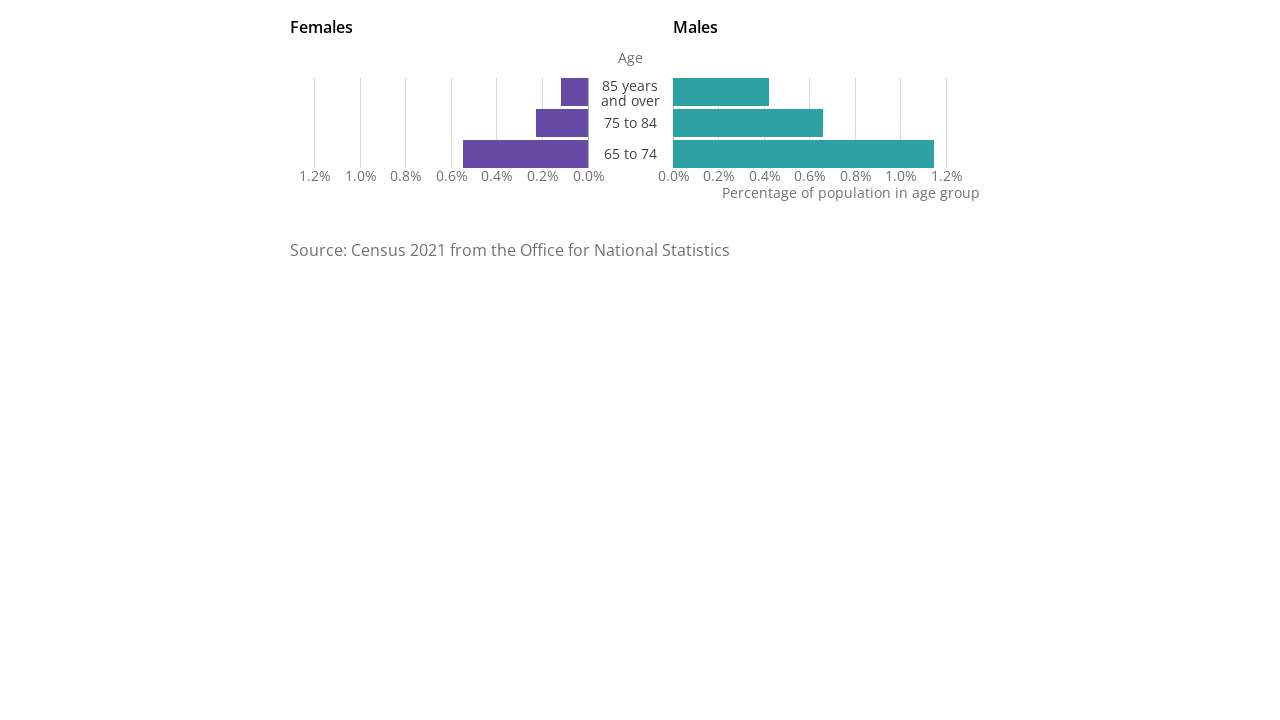 Females
Males
Age
85 years
and over
75 to 84
65 to 74
1.2% 1.0% 0.8% 0.6% 0.4% 0.2% 0.0%
0.0% 0.2% 0.4% 0.6% 0.8% 1.0% 1.2%
Percentage of population in age group
Source: Census 2021 from the Office for National Statistics